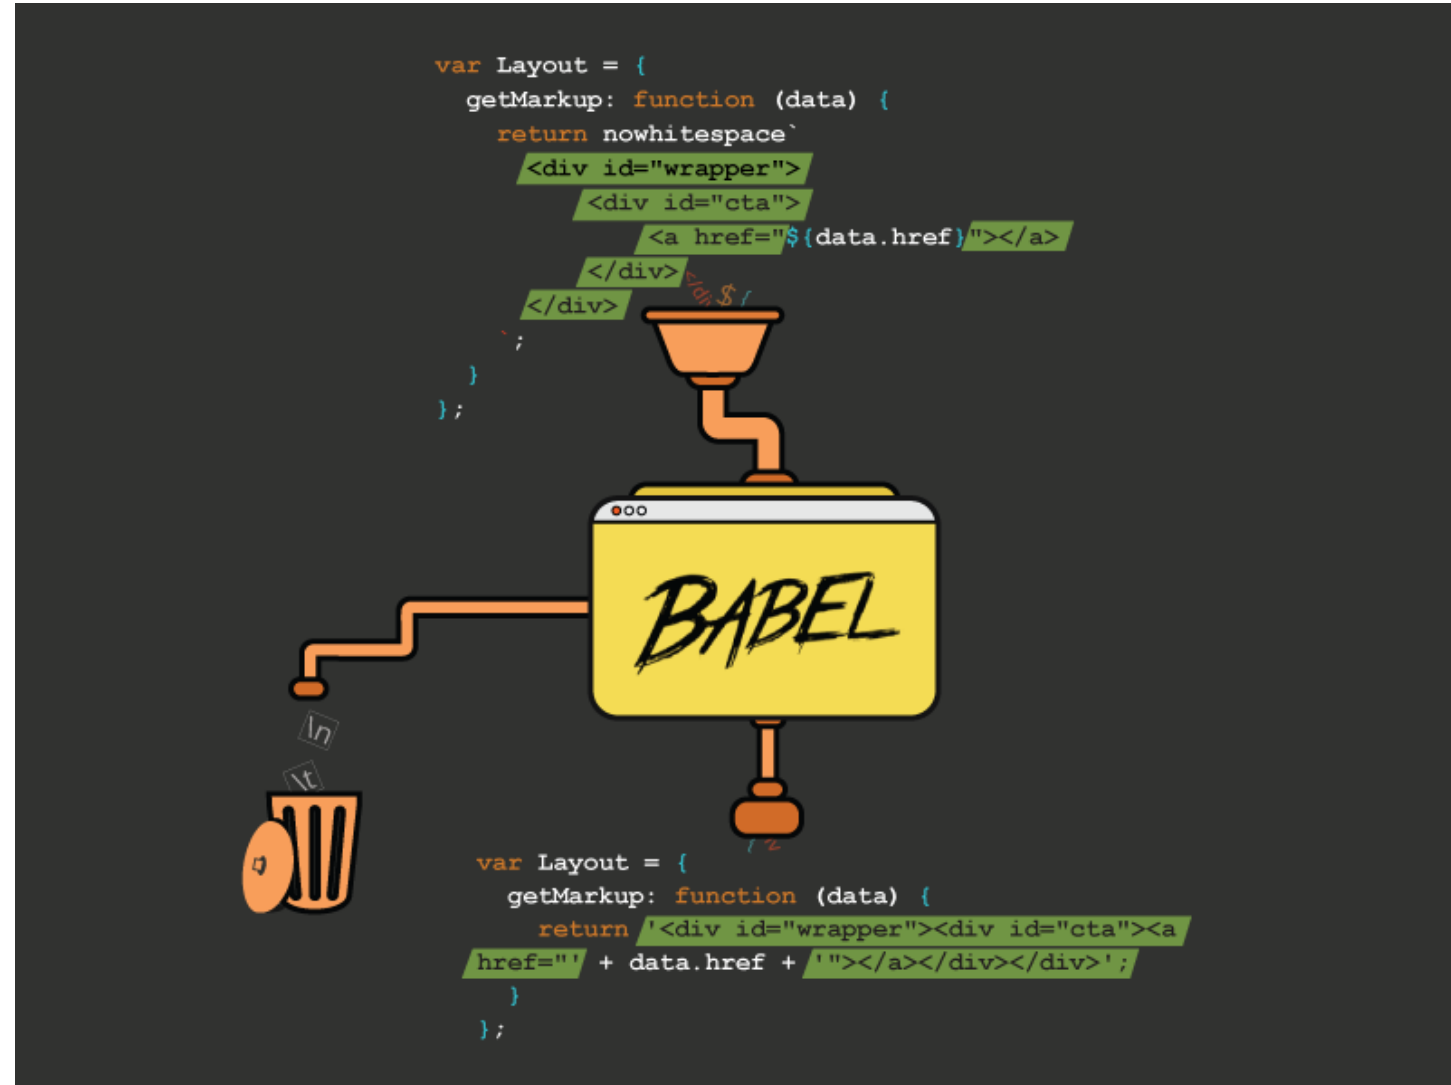 var Layout = {
getMarkup: function (data) {
return nowhitespace`
<div id="wrapper">
<div id="cta">
<a href="${data.href}"></a>
</div>
</div>
`;
}
};
</di
$ {
BABEL
\n
\t
var Layout = {
getMarkup: function (data) {
return '<div id="wrapper"><div id="cta"><a
href="' + data.href + '"></a></div></div>';
}
};